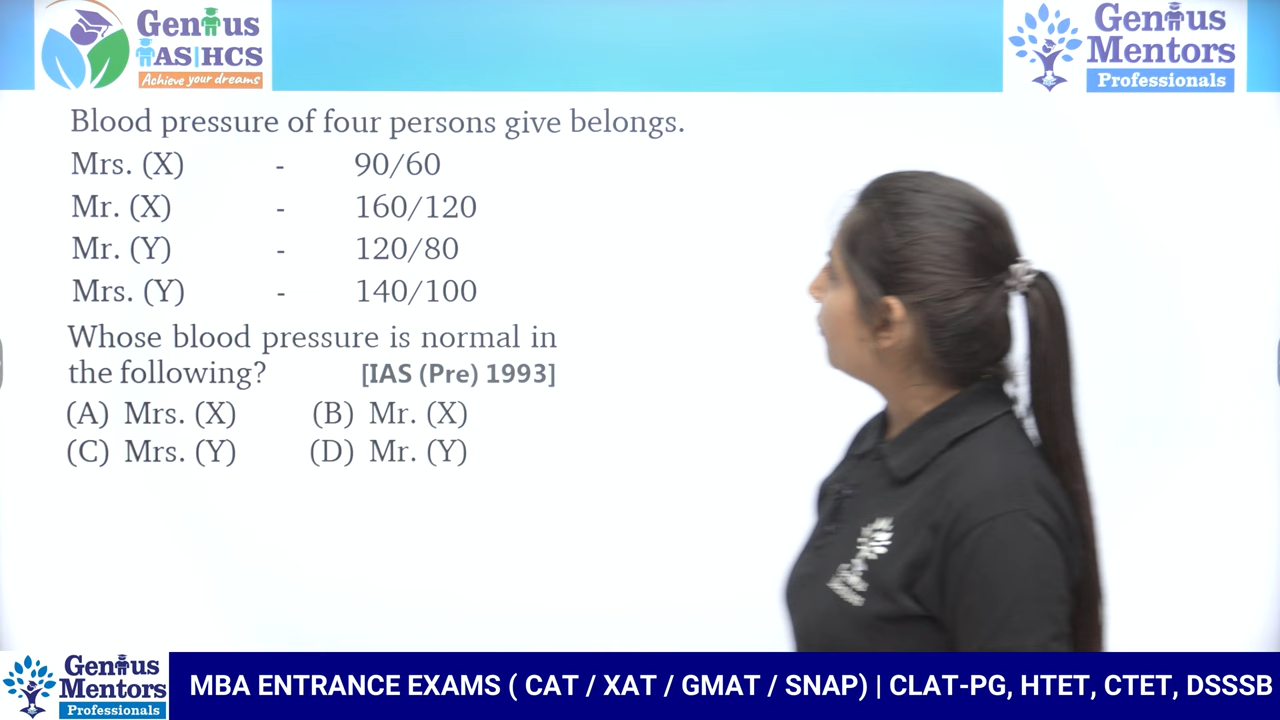 Genius
IAS|HCS
Achieve your dreams
Genius
Mentors
Professionals
Blood pressure of four persons give belongs.
Mrs. (X) - 90/60
Mr. (X) - 160/120
Mr. (Y) - 120/80
Mrs. (Y) - 140/100
Whose blood pressure is normal in
the following? [IAS (Pre) 1993]
(A) Mrs. (X) (B) Mr. (X)
(C) Mrs. (Y) (D) Mr. (Y)
Genius
Mentors
Professionals
MBA ENTRANCE EXAMS ( CAT / XAT / GMAT / SNAP) | CLAT-PG, HTET, CTET, DSSSB